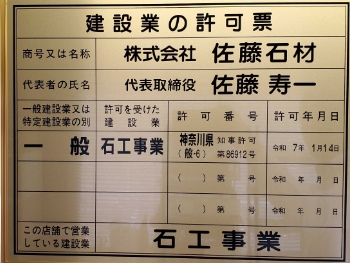 建設業の許可票
商号又は名称 株式会社 佐藤石材
代表者の氏名 代表取締役 佐藤 寿一
一般建設業又は
特定建設業の別
許可を受けた
建設業
許可番号
許可年月日
一般
石工事業
神奈川県 知事許可
(般-6) 第86912号
令和 7年 1月14日
( ) 第 号
令和 年 月 日
( ) 第 号
令和 年 月 日
この店舗で営業
している建設業
石工事業